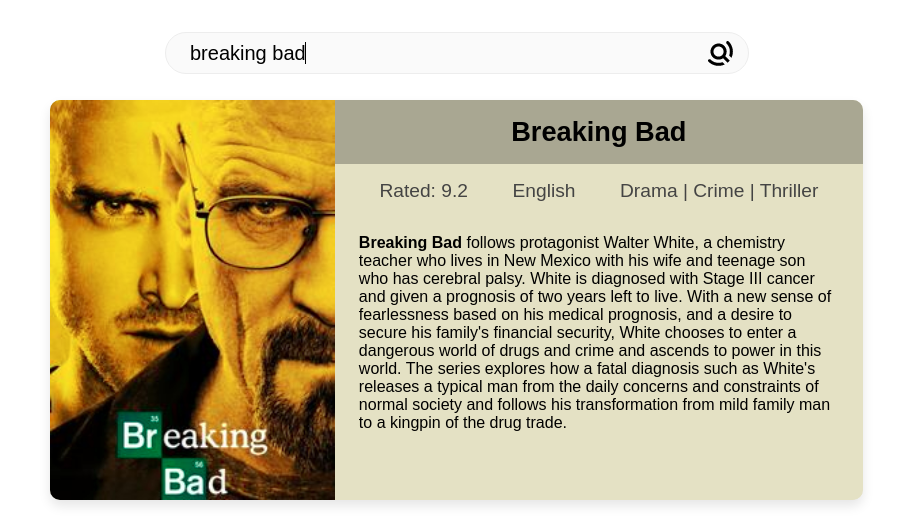 breaking bad
Breaking Bad
Rated: 9.2 English Drama | Crime | Thriller
Breaking Bad follows protagonist Walter White, a chemistry
teacher who lives in New Mexico with his wife and teenage son
who has cerebral palsy. White is diagnosed with Stage III cancer
and given a prognosis of two years left to live. With a new sense of
fearlessness based on his medical prognosis, and a desire to
secure his family's financial security, White chooses to enter a
dangerous world of drugs and crime and ascends to power in this
world. The series explores how a fatal diagnosis such as White's
releases a typical man from the daily concerns and constraints of
normal society and follows his transformation from mild family man
to a kingpin of the drug trade.
35
Breaking
56
Bad